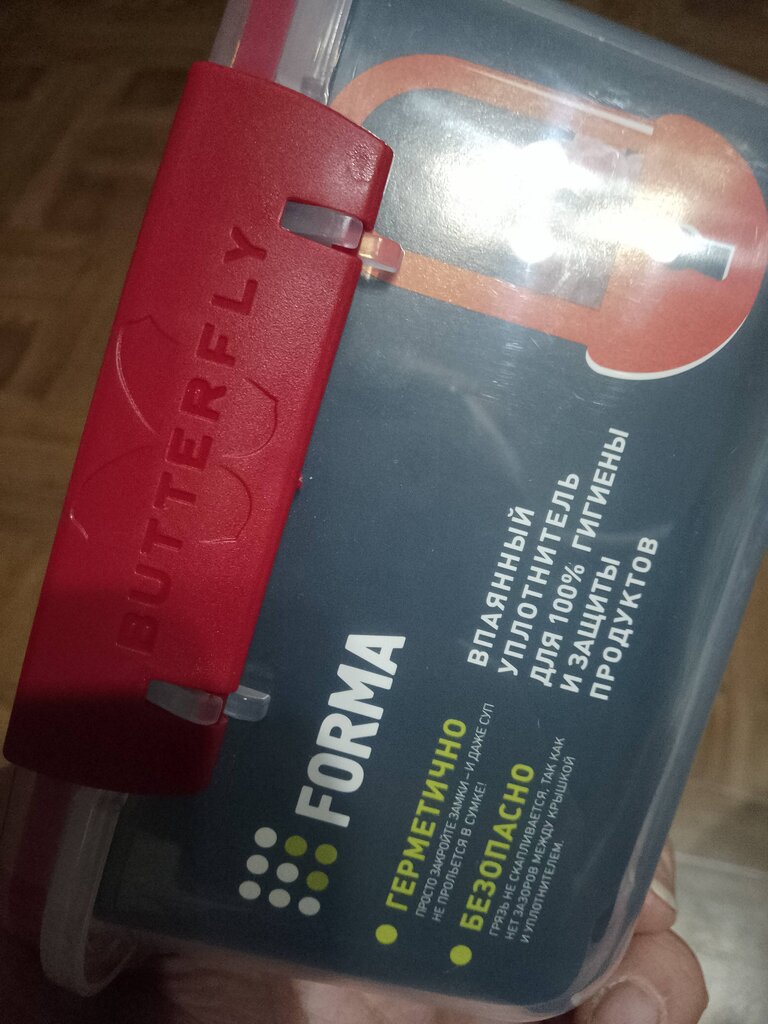 BUTTERFLY
FORMA
ВПАЯННЫЙ
УПЛОТНИТЕЛЬ
ДЛЯ 100% ГИГИЕНЫ
И ЗАЩИТЫ
ПРОДУКТОВ
ГЕРМЕТИЧНО
ПРОСТО ЗАКРОЙТЕ ЗАМКИ – И ДАЖЕ СУП
НЕ ПРОЛЬЕТСЯ В СУМКЕ!
БЕЗОПАСНО
ГРЯЗЬ НЕ СКАПЛИВАЕТСЯ, ТАК КАК
НЕТ ЗАЗОРОВ МЕЖДУ КРЫШКОЙ
И УПЛОТНИТЕЛЕМ.